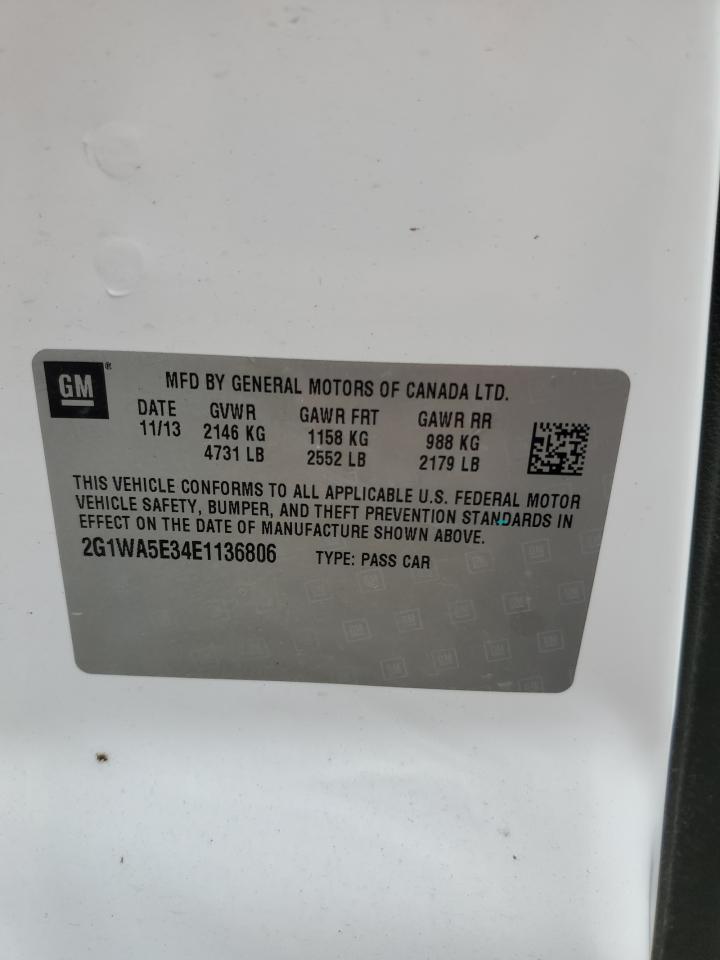 GM®
MFD BY GENERAL MOTORS OF CANADA LTD.
DATE GVWR GAWR FRT GAWR RR
11/13 2146 KG 1158 KG 988 KG
4731 LB 2552 LB 2179 LB
THIS VEHICLE CONFORMS TO ALL APPLICABLE U.S. FEDERAL MOTOR
VEHICLE SAFETY, BUMPER, AND THEFT PREVENTION STANDARDS IN
EFFECT ON THE DATE OF MANUFACTURE SHOWN ABOVE.
2G1WA5E34E1136806 TYPE: PASS CAR